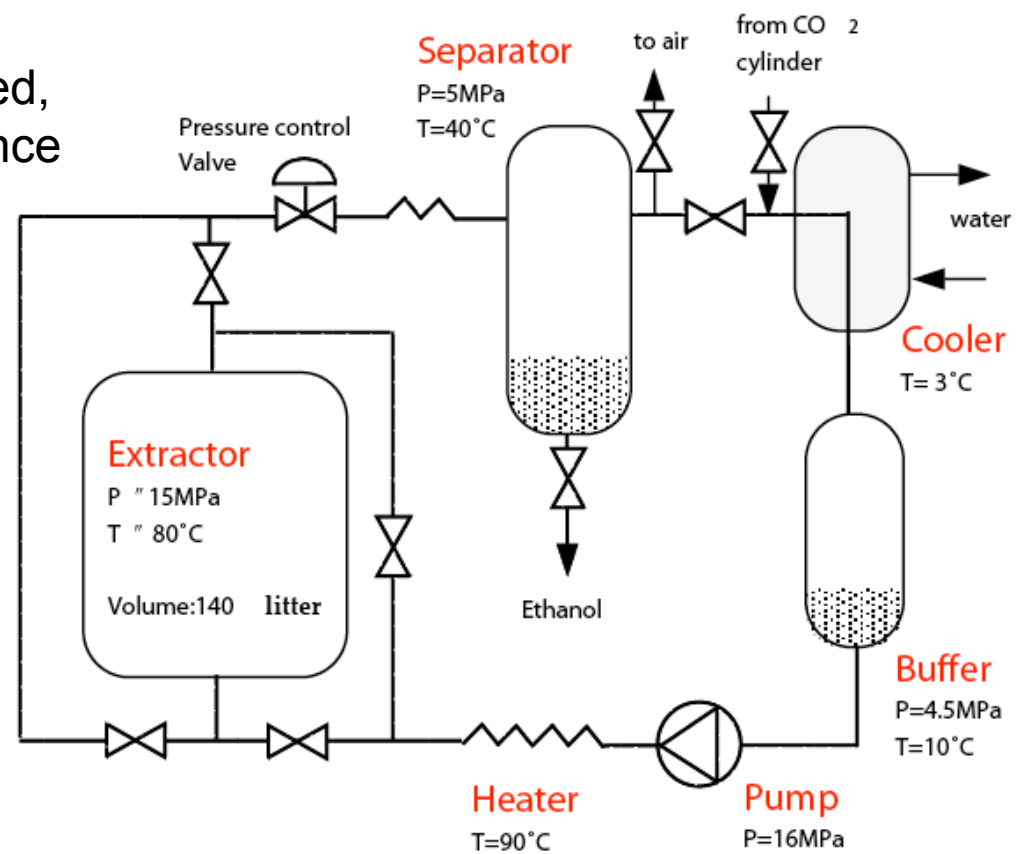 ed,
nce
Pressure control
Valve
Separator
P=5MPa
T=40˚C
to air
from CO 2
cylinder
water
Cooler
T= 3˚C
Extractor
P ″ 15MPa
T ″ 80˚C
Volume:140 litter
Ethanol
Buffer
P=4.5MPa
T=10˚C
Heater
T=90˚C
Pump
P=16MPa